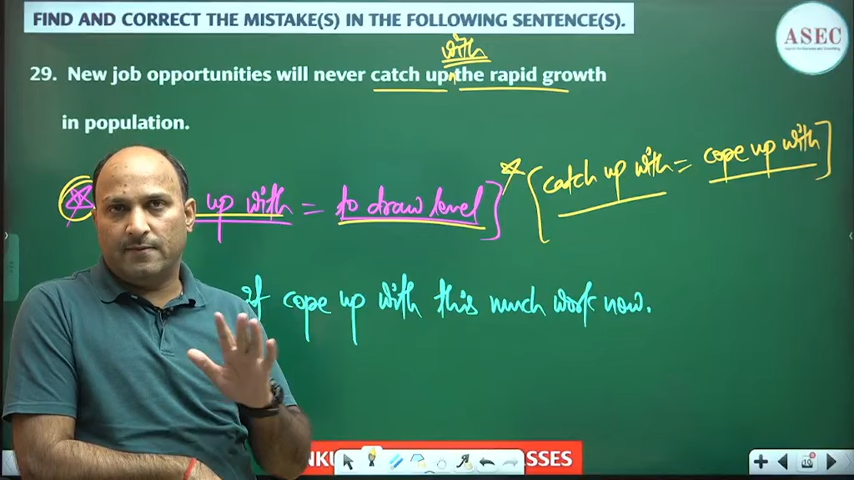 FIND AND CORRECT THE MISTAKE(S) IN THE FOLLOWING SENTENCE(S).
ASEC
with
29. New job opportunities will never catch up the rapid growth
in population.
catch up with = cope up with
up with = to draw level
cope up with this much work now.
SSES